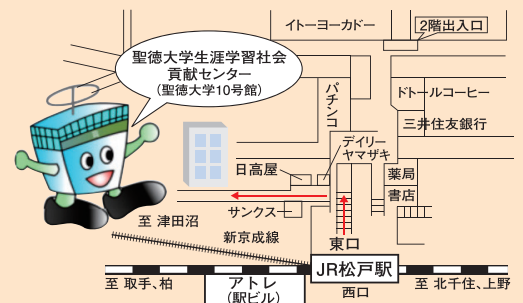 イトーヨーカドー
2階出入口
聖徳大学生涯学習社会
貢献センター
(聖徳大学10号館)
パチンコ
ドトールコーヒー
三井住友銀行
デイリー
ヤマザキ
日高屋
薬局
書店
サンクス
至 津田沼
新京成線
東口
JR松戸駅
至 取手、柏
アトレ
(駅ビル)
西口
至 北千住、上野